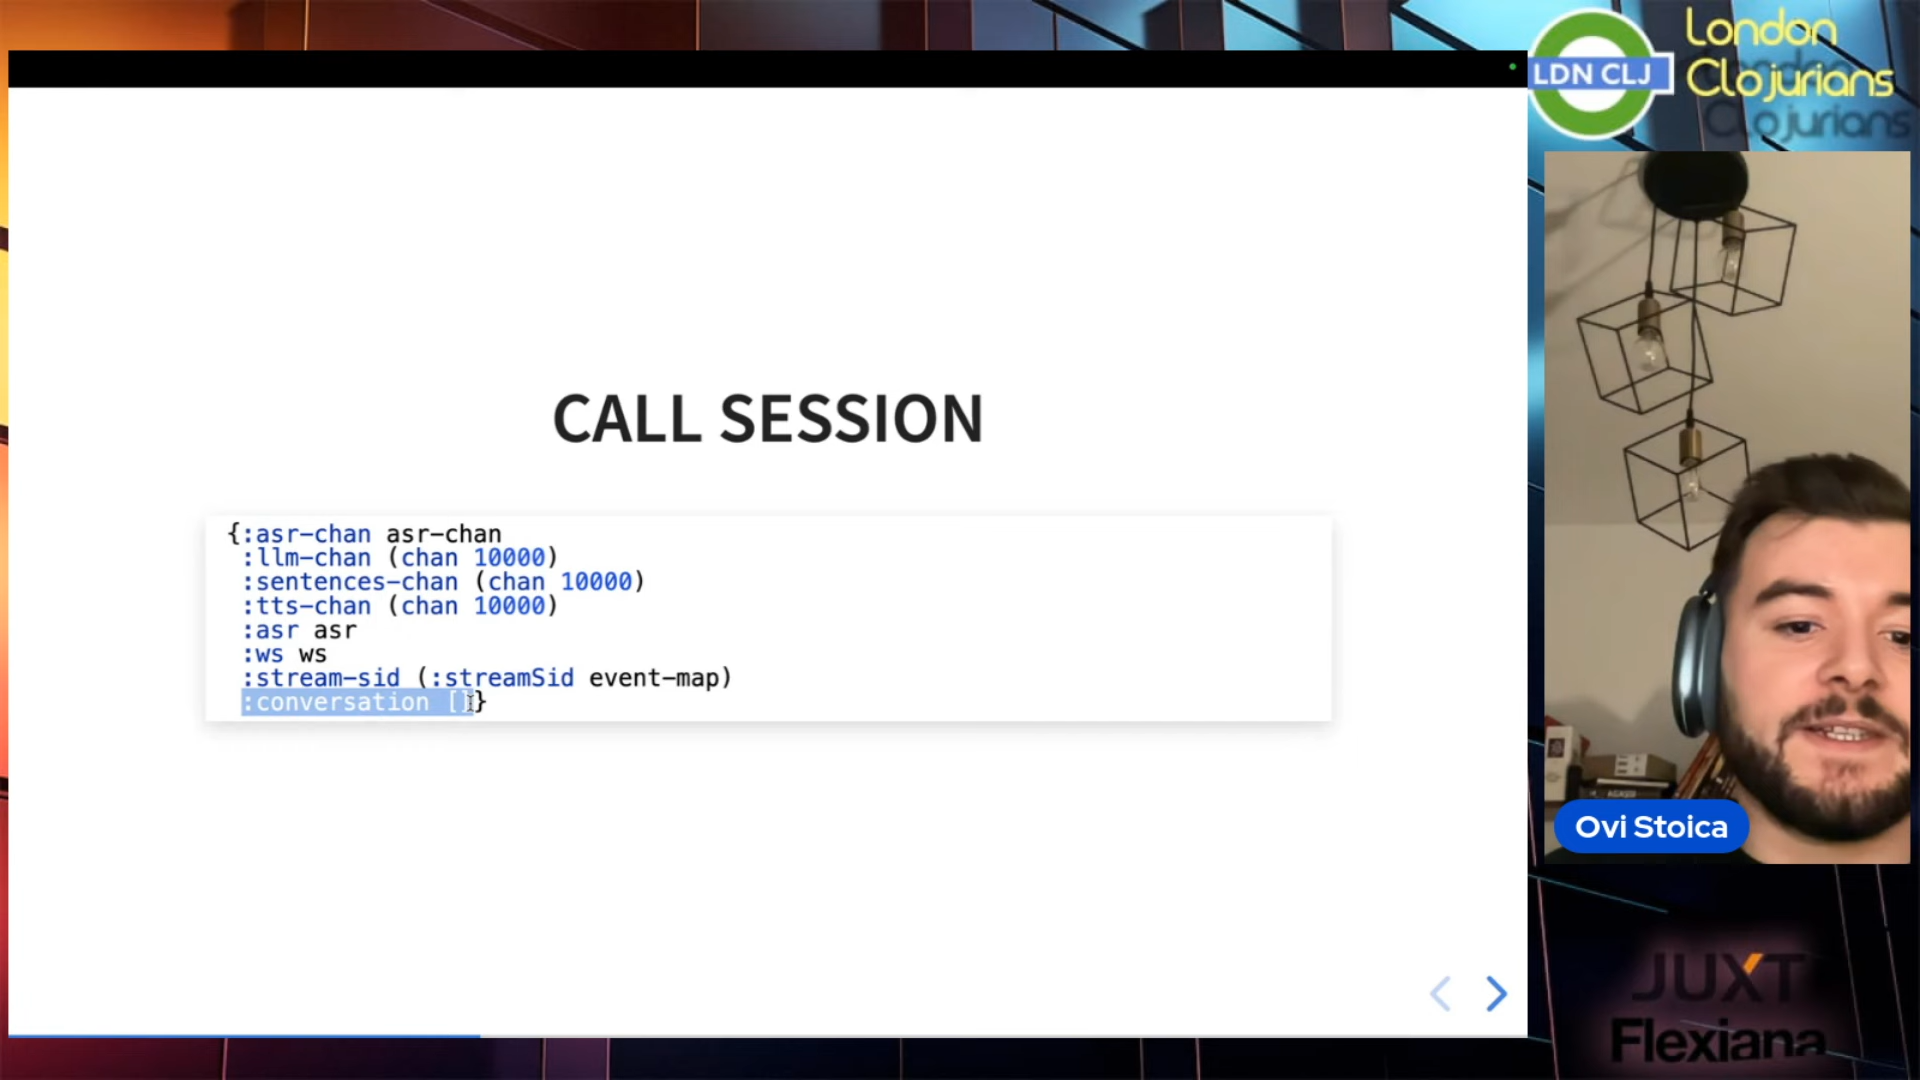 London
LDN CLJ
Clojurians
Clojurians
CALL SESSION
{:asr-chan asr-chan
:llm-chan (chan 10000)
:sentences-chan (chan 10000)
:tts-chan (chan 10000)
:asr asr
:ws ws
:stream-sid (:streamSid event-map)
:conversation []}
Ovi Stoica
JUXT
Flexiana